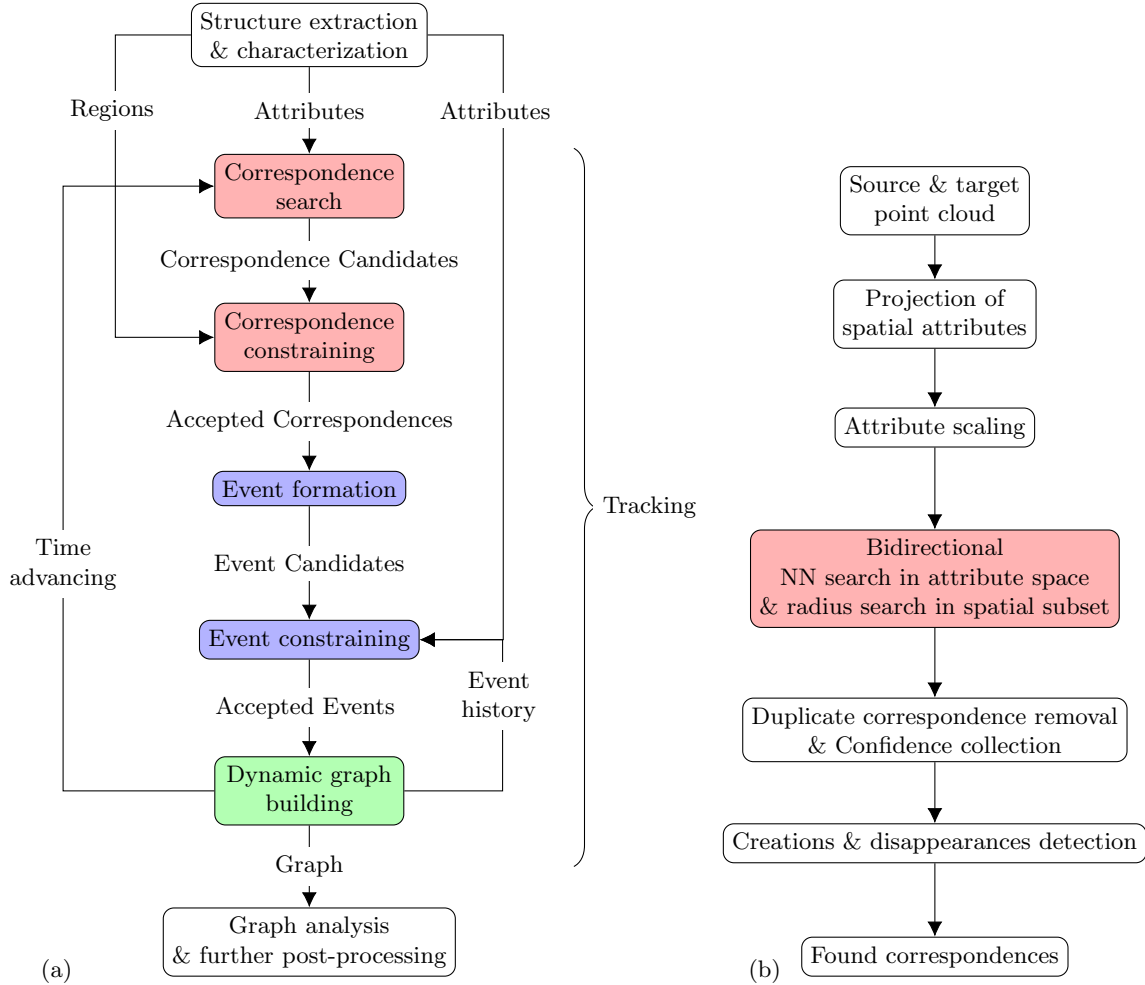 Structure extraction
& characterization
Regions
Attributes
Attributes
Correspondence
search
Correspondence Candidates
Correspondence
constraining
Accepted Correspondences
Event formation
Tracking
Time
advancing
Event Candidates
Event constraining
Event
history
Accepted Events
Dynamic graph
building
Graph
Graph analysis
& further post-processing
(a)
Source & target
point cloud
Projection of
spatial attributes
Attribute scaling
Bidirectional
NN search in attribute space
& radius search in spatial subset
Duplicate correspondence removal
& Confidence collection
Creations & disappearances detection
Found correspondences
(b)